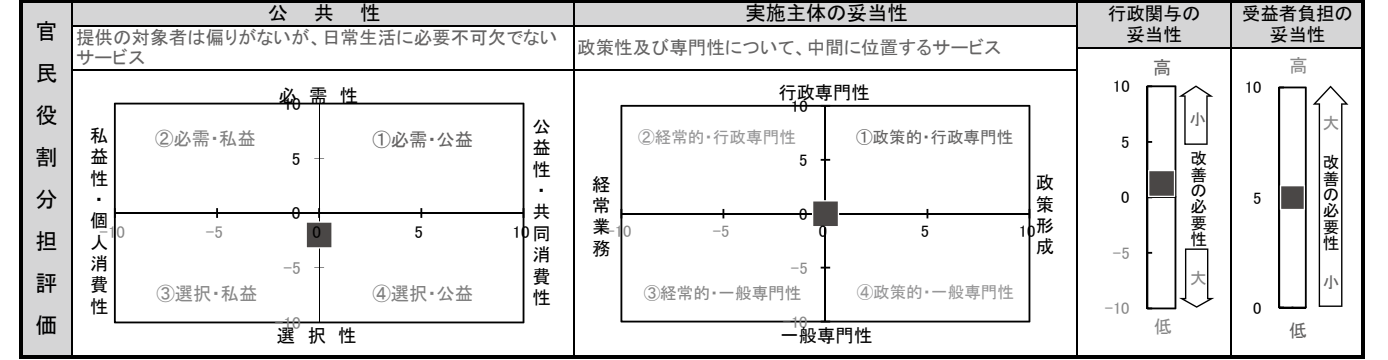 官民役割分担評価
公共性
提供の対象者は偏りがないが、日常生活に必要不可欠でない
サービス
必需性
10
私益性・個人消費性
②必需・私益
①必需・公益
公益性・共同消費性
5
0
-10
-5
0
5
10
-5
③選択・私益
④選択・公益
-10
選択性
実施主体の妥当性
政策性及び専門性について、中間に位置するサービス
行政専門性
10
②経常的・行政専門性
①政策的・行政専門性
5
経常業務
政策形成
0
-10
-5
0
5
10
-5
③経常的・一般専門性
④政策的・一般専門性
-10
一般専門性
行政関与の
妥当性
高
10
5
0
-5
-10
小
改善の必要性
大
低
受益者負担の
妥当性
高
10
5
0
大
改善の必要性
小
低